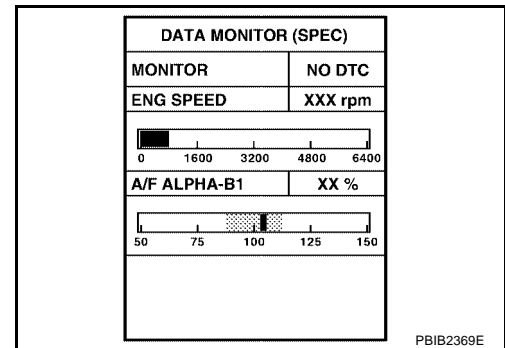 DATA MONITOR (SPEC)
MONITOR NO DTC
ENG SPEED XXX rpm
0 1600 3200 4800 6400
A/F ALPHA-B1 XX %
50 75 100 125 150
PBIB2369E